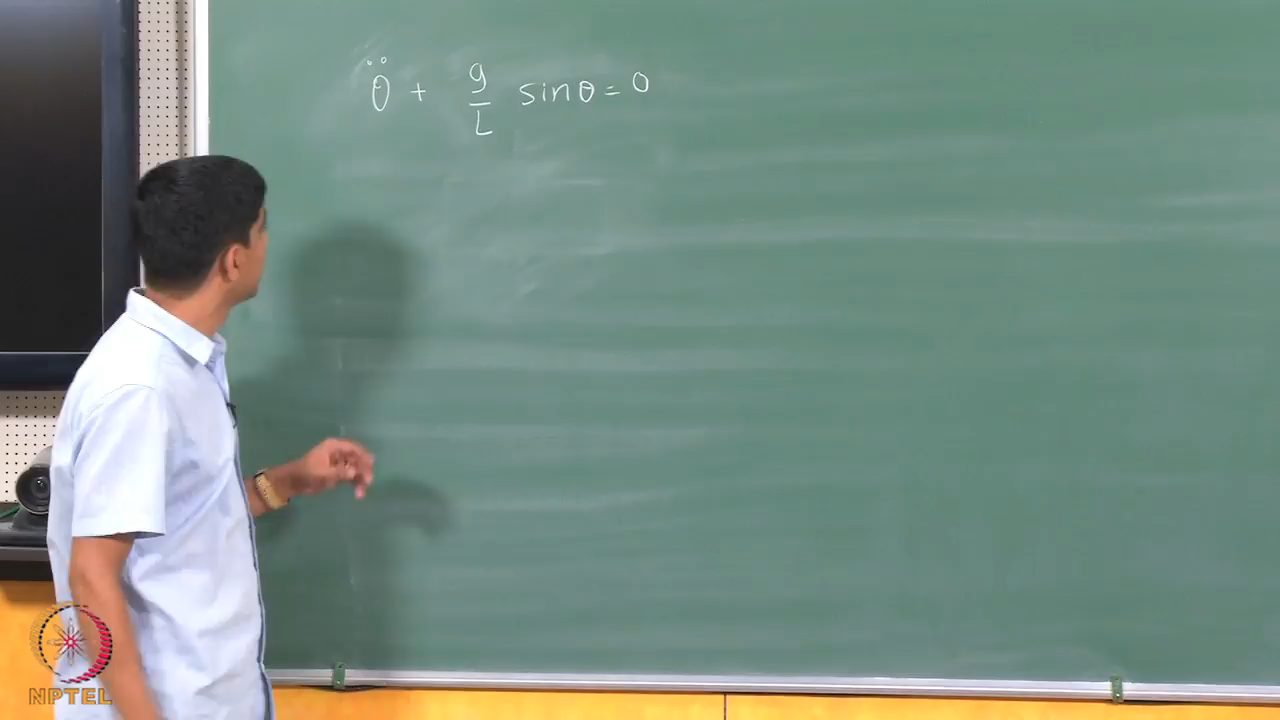 θ̈ + g/L sinθ = 0
NPTEL